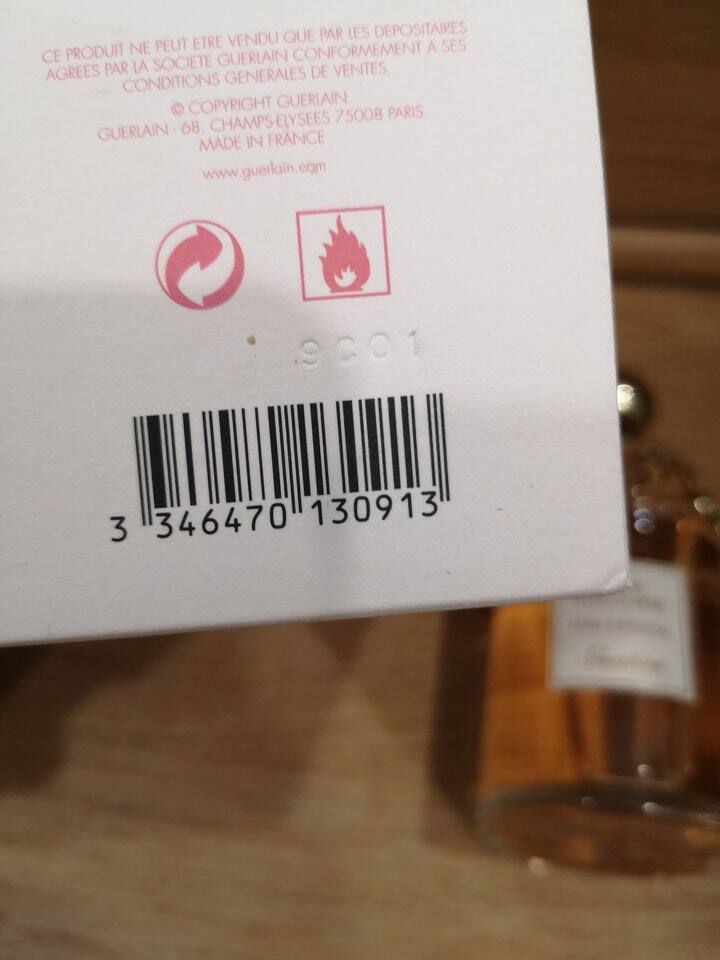 CE PRODUIT NE PEUT ETRE VENDU QUE PAR LES DEPOSITAIRES
AGREES PAR LA SOCIETE GUERLAIN CONFORMEMENT A SES
CONDITIONS GENERALES DE VENTES
© COPYRIGHT GUERLAIN
GUERLAIN - 68, CHAMPS-ELYSEES 75008 PARIS
MADE IN FRANCE
www.guerlain.com
9C01
3 346470 130913